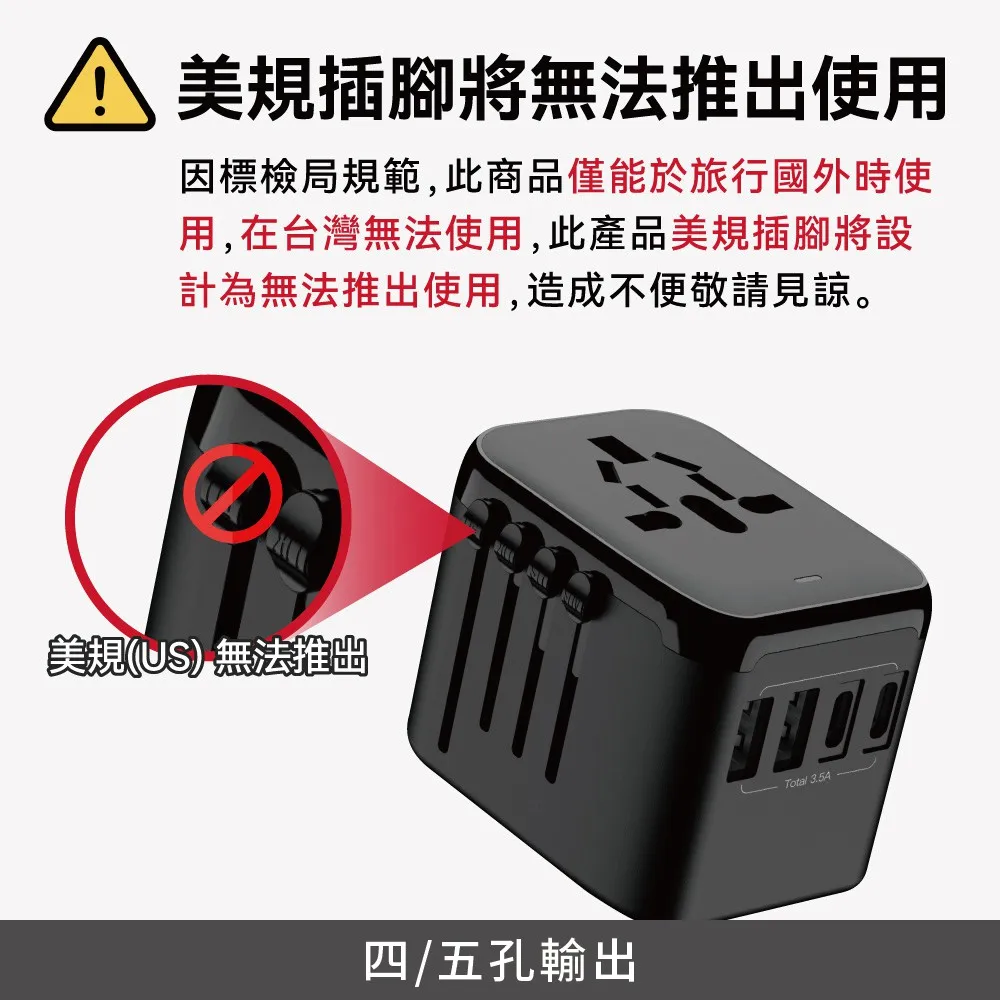 美規插腳將無法推出使用
因標檢局規範,此商品僅能於旅行國外時使
用,在台灣無法使用,此產品美規插腳將設
計為無法推出使用,造成不便敬請見諒。
UK
美規(US) 無法推出
Total 3.5A
四/五孔輸出